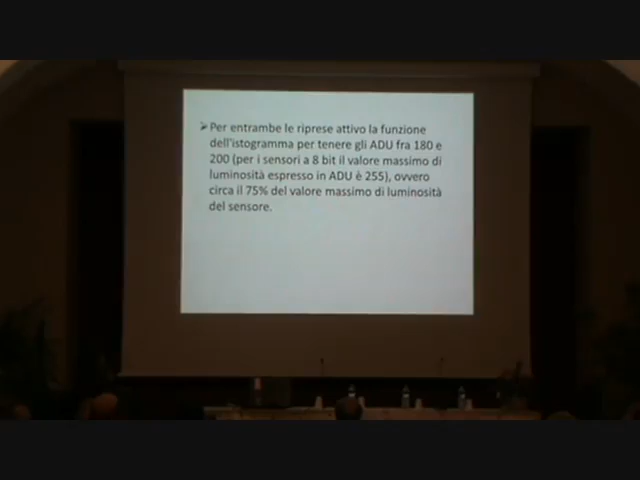 ➢Per entrambe le riprese attivo la funzione
dell'istogramma per tenere gli ADU fra 180 e
200 (per i sensori a 8 bit il valore massimo di
luminosità espresso in ADU è 255), ovvero
circa il 75% del valore massimo di luminosità
del sensore.